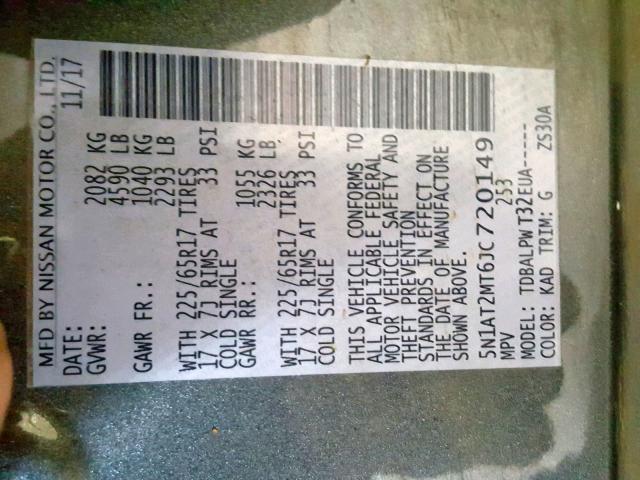 MFD BY NISSAN MOTOR CO., LTD.
DATE: 11/17
GVWR: 2082 KG
4590 LB
GAWR FR.: 1040 KG
2293 LB
WITH 225/65R17 TIRES
17 X 7J RIMS AT 33 PSI
COLD SINGLE
GAWR RR.: 1055 KG
2326 LB
WITH 225/65R17 TIRES
17 X 7J RIMS AT 33 PSI
COLD SINGLE
THIS VEHICLE CONFORMS TO
ALL APPLICABLE FEDERAL
MOTOR VEHICLE SAFETY AND
THEFT PREVENTION
STANDARDS IN EFFECT ON
THE DATE OF MANUFACTURE
SHOWN ABOVE.
5N1AT2MT6JC720149
MPV 253
MODEL: TDBALPWT32EUA-----
COLOR: KAD TRIM: G ZS30A